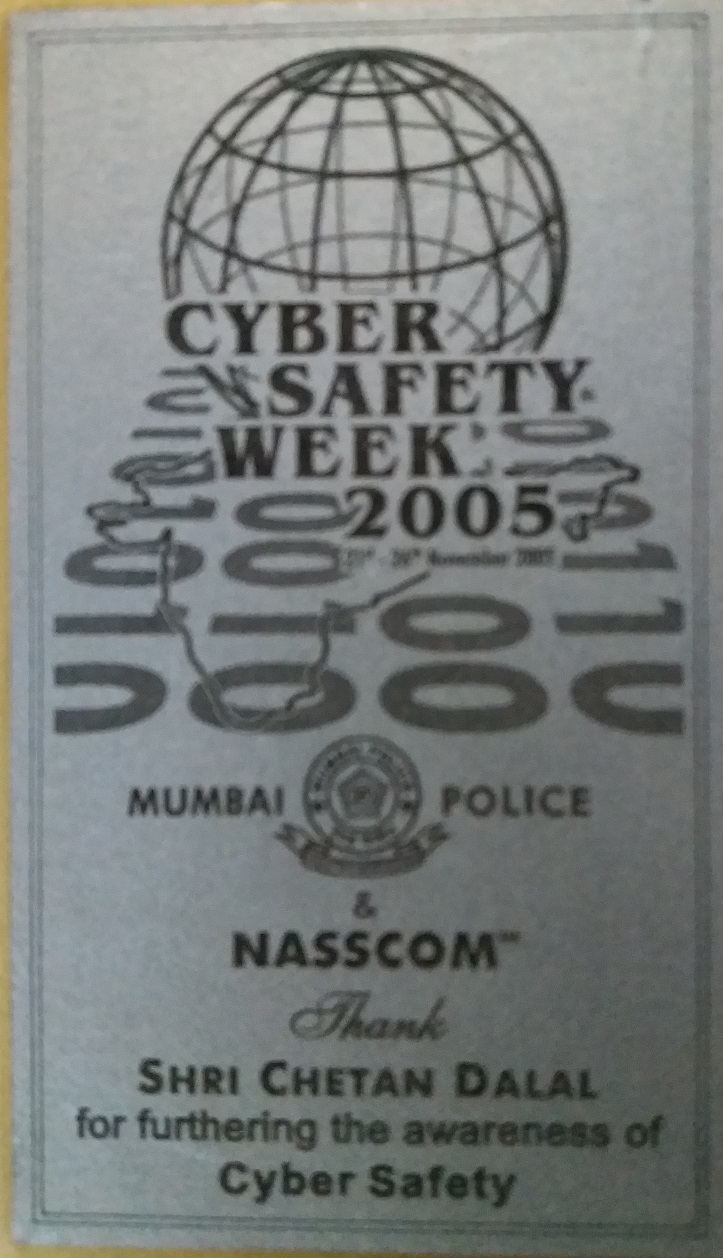 CYBER
SAFETY
WEEK
2005
November 2005
MUMBAI POLICE
&
NASSCOM™
Thank
SHRI CHETAN DALAL
for furthering the awareness of
Cyber Safety